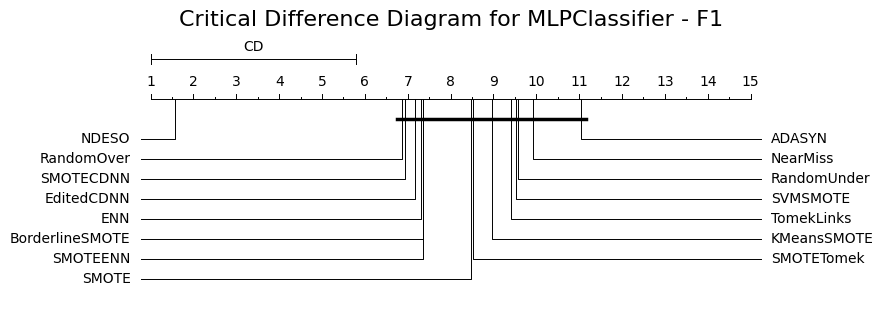 Critical Difference Diagram for MLPClassifier - F1
CD
1 2 3 4 5 6 7 8 9 10 11 12 13 14 15
NDESO ADASYN
RandomOver NearMiss
SMOTECDNN RandomUnder
EditedCDNN SVMSMOTE
ENN TomekLinks
BorderlineSMOTE KMeansSMOTE
SMOTEENN SMOTETomek
SMOTE